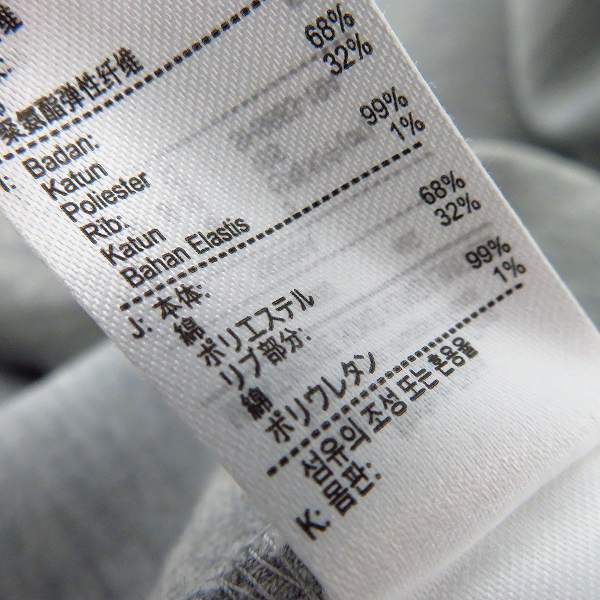 聚氨酯弹性纤维
I: Badan:
Katun 68%
Poliester 32%
Rib:
Katun 99%
Bahan Elastis 1%
J: 本体:
綿 68%
ポリエステル 32%
リブ部分:
綿 99%
ポリウレタン 1%
섬유의 조성 또는 혼용율
K: 몸판: